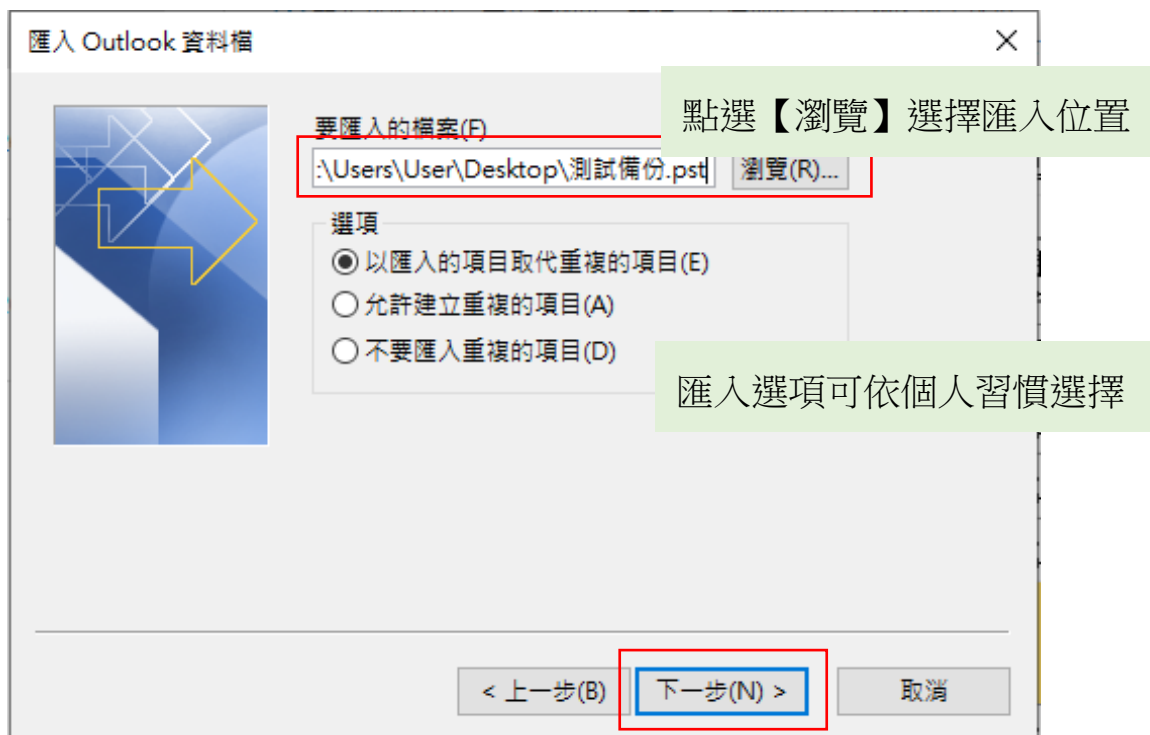 匯入 Outlook 資料檔
點選【瀏覽】選擇匯入位置
要匯入的檔案(F)
:\Users\User\Desktop\測試備份.pst 瀏覽(R)...
選項
以匯入的項目取代重複的項目(E)
允許建立重複的項目(A)
不要匯入重複的項目(D)
匯入選項可依個人習慣選擇
< 上一步(B) 下一步(N) > 取消